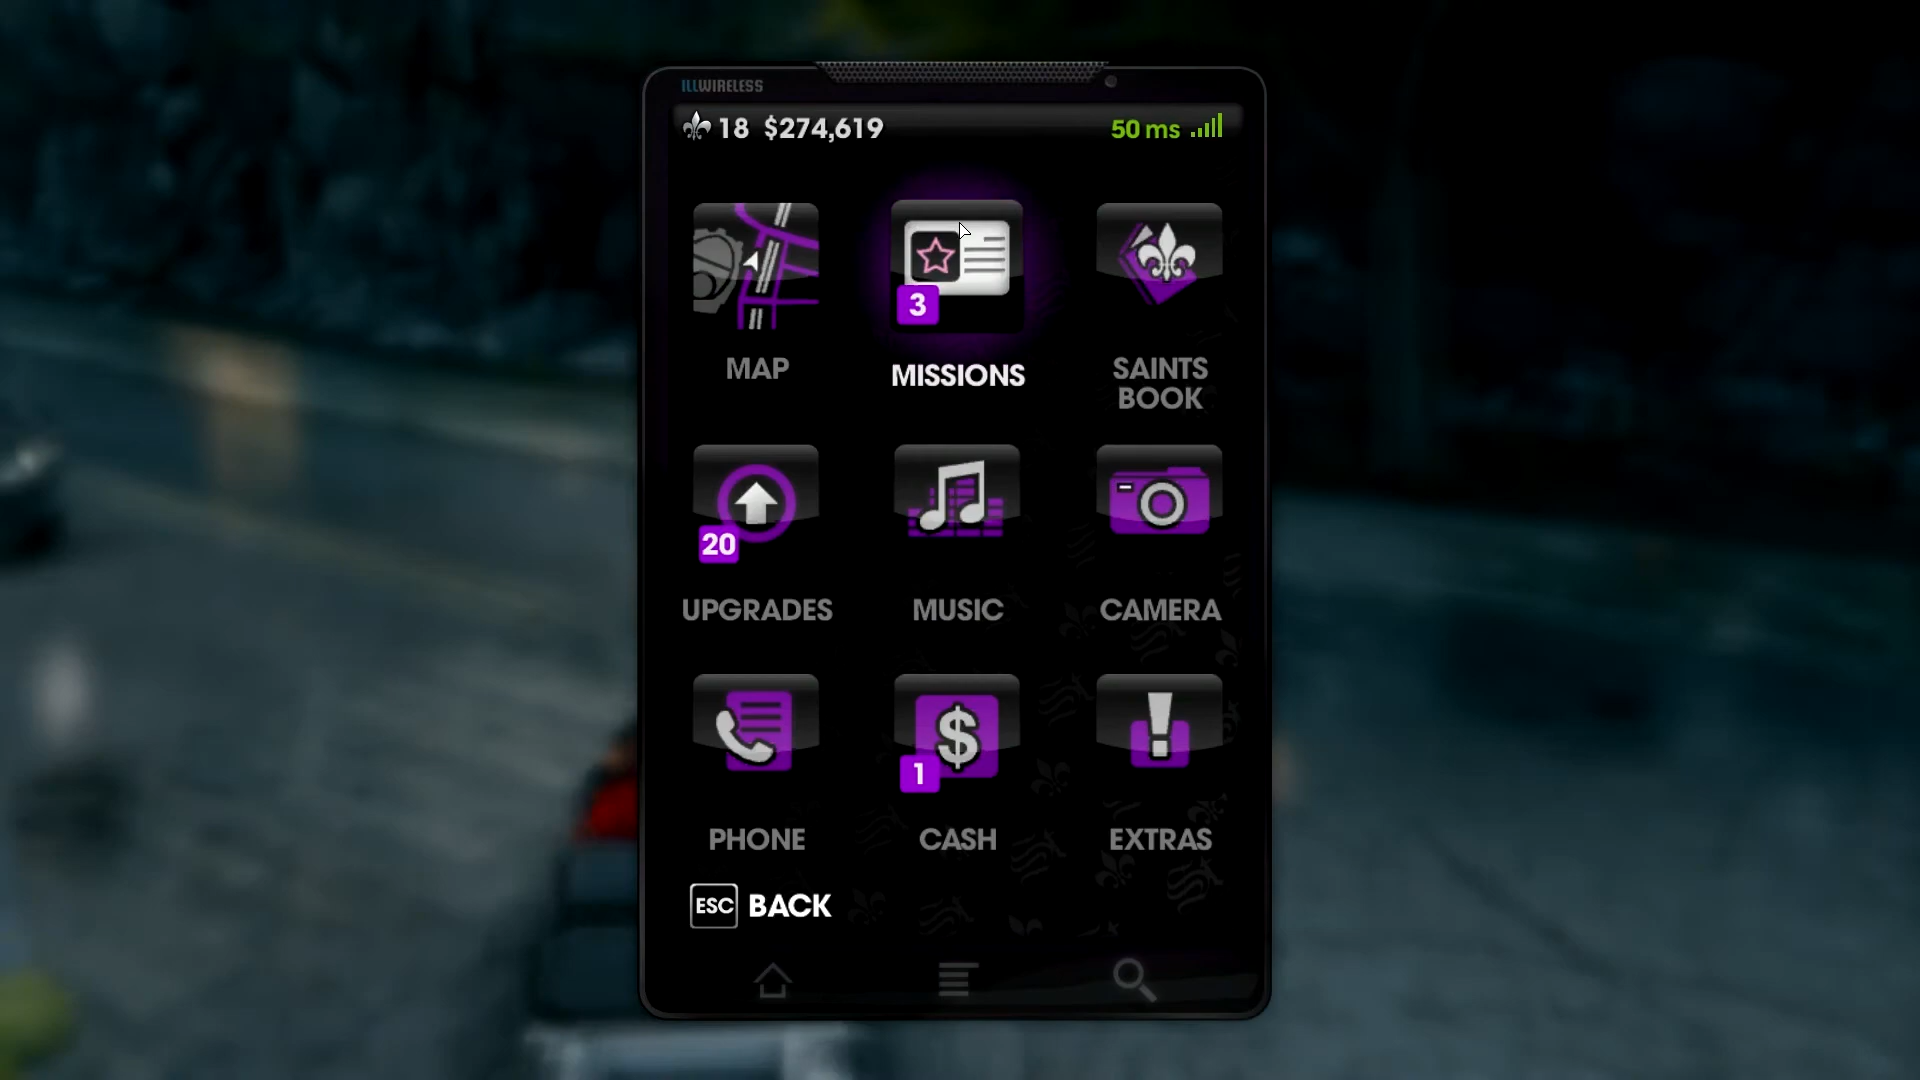 ILLWIRELESS
18 $274,619 50 ms
3
MAP MISSIONS SAINTS BOOK
20
UPGRADES MUSIC CAMERA
$
1
PHONE CASH EXTRAS
ESC BACK